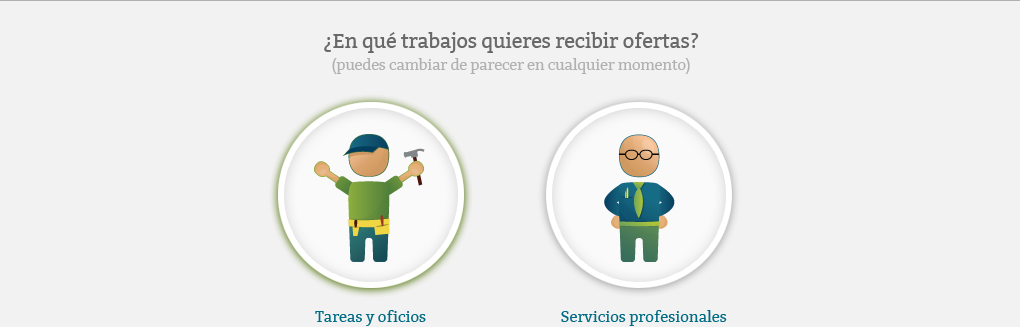 ¿En qué trabajos quieres recibir ofertas?
(puedes cambiar de parecer en cualquier momento)
Tareas y oficios
Servicios profesionales